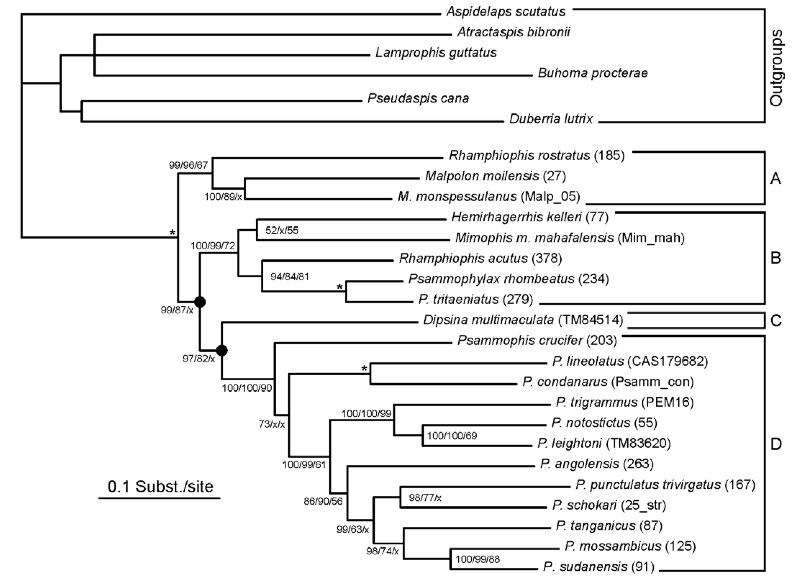 Aspidelaps scutatus
Atractaspis bibronii
Lamprophis guttatus
Buhoma procterae
Pseudaspis cana
Duberria lutrix
Outgroups
Rhamphiophis rostratus (185)
99/96/67
Malpolon moilensis (27)
A
100/89/x
M. monspessulanus (Malp_05)
Hemirhagerrhis kelleri (77)
52/x/55
*
Mimophis m. mahafalensis (Mim_mah)
100/99/72
Rhamphiophis acutus (378)
B
94/84/81
Psammophylax rhombeatus (234)
*
P. tritaeniatus (279)
99/87/x
Dipsina multimaculata (TM84514)
C
Psammophis crucifer (203)
97/82/x
P. lineolatus (CAS179682)
*
100/100/90
P. condanarus (Psamm_con)
P. trigrammus (PEM16)
100/100/99
73/x/x
P. notostictus (55)
100/100/69
P. leightoni (TM83620)
D
100/99/61
P. angolensis (263)
P. punctulatus trivirgatus (167)
0.1 Subst./site
98/77/x
86/90/56
P. schokari (25_str)
99/63/x
P. tanganicus (87)
98/74/x
P. mossambicus (125)
100/99/88
P. sudanensis (91)